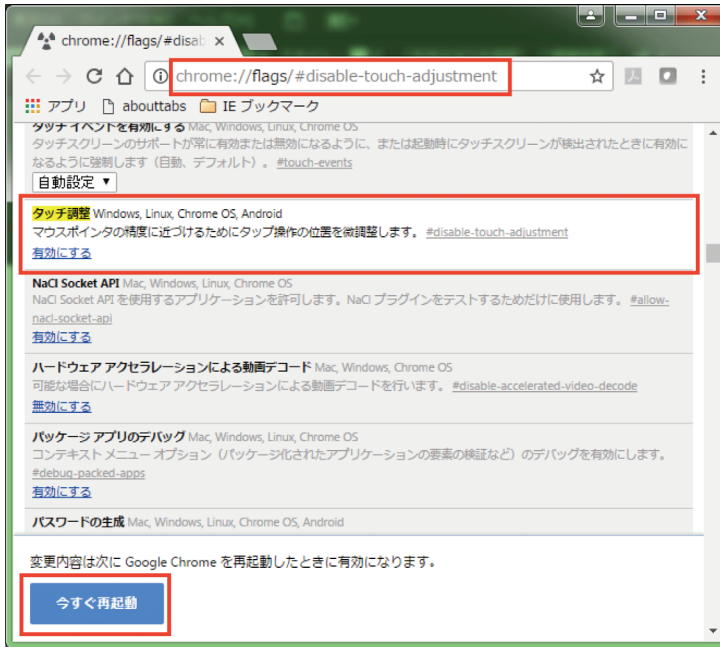 chrome://flags/#disab
chrome://flags/#disable-touch-adjustment
アプリ abouttabs IE ブックマーク
タッチ イベントを有効にする Mac, Windows, Linux, Chrome OS
タッチスクリーンのサポートが常に有効または無効になるように、または起動時にタッチスクリーンが検出されたときに有効に
なるように強制します（自動、デフォルト）。 #touch-events
自動設定
タッチ調整 Windows, Linux, Chrome OS, Android
マウスポインタの精度に近づけるためにタップ操作の位置を微調整します。 #disable-touch-adjustment
有効にする
NaCl Socket API Mac, Windows, Linux, Chrome OS
NaCl Socket API を使用するアプリケーションを許可します。NaCl プラグインをテストするためだけに使用します。 #allow-
nacl-socket-api
有効にする
ハードウェア アクセラレーションによる動画デコード Mac, Windows, Chrome OS
可能な場合にハードウェア アクセラレーションによる動画デコードを行います。 #disable-accelerated-video-decode
無効にする
パッケージ アプリのデバッグ Mac, Windows, Linux, Chrome OS
コンテキスト メニュー オプション（パッケージ化されたアプリケーションの要素の検証など）のデバッグを有効にします。
#debug-packed-apps
有効にする
パスワードの生成 Mac, Windows, Linux, Chrome OS, Android
変更内容は次に Google Chrome を再起動したときに有効になります。
今すぐ再起動